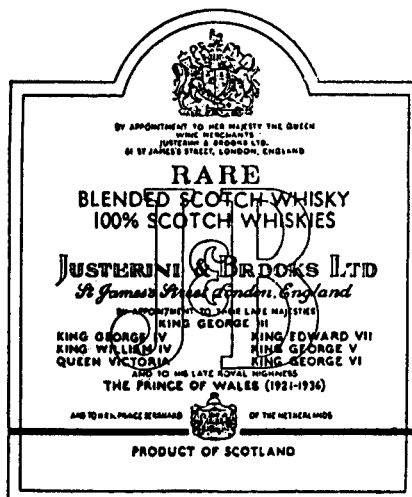 BY APPOINTMENT TO HER MAJESTY THE QUEEN
WINE MERCHANTS
JUSTERINI & BROOKS LTD.
61 ST JAMES'S STREET, LONDON, ENGLAND
RARE
BLENDED SCOTCH WHISKY
100% SCOTCH WHISKIES
J&B
JUSTERINI & BROOKS LTD
St James's Street London, England
BY APPOINTMENT TO THEIR LATE MAJESTIES
KING GEORGE III
KING GEORGE IV KING EDWARD VII
KING WILLIAM IV KING GEORGE V
QUEEN VICTORIA KING GEORGE VI
AND TO HIS LATE ROYAL HIGHNESS
THE PRINCE OF WALES (1921-1936)
AND TO H.R.H. PRINCE BERNHARD OF THE NETHERLANDS
PRODUCT OF SCOTLAND